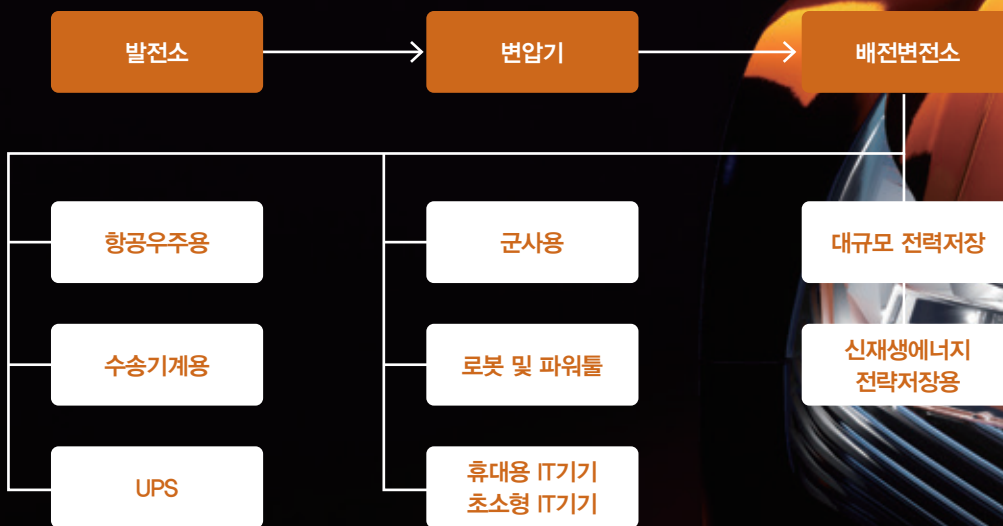 발전소
변압기
배전변전소
항공우주용
군사용
대규모 전력저장
수송기계용
로봇 및 파워툴
신재생에너지
전략저장용
UPS
휴대용 IT기기
초소형 IT기기